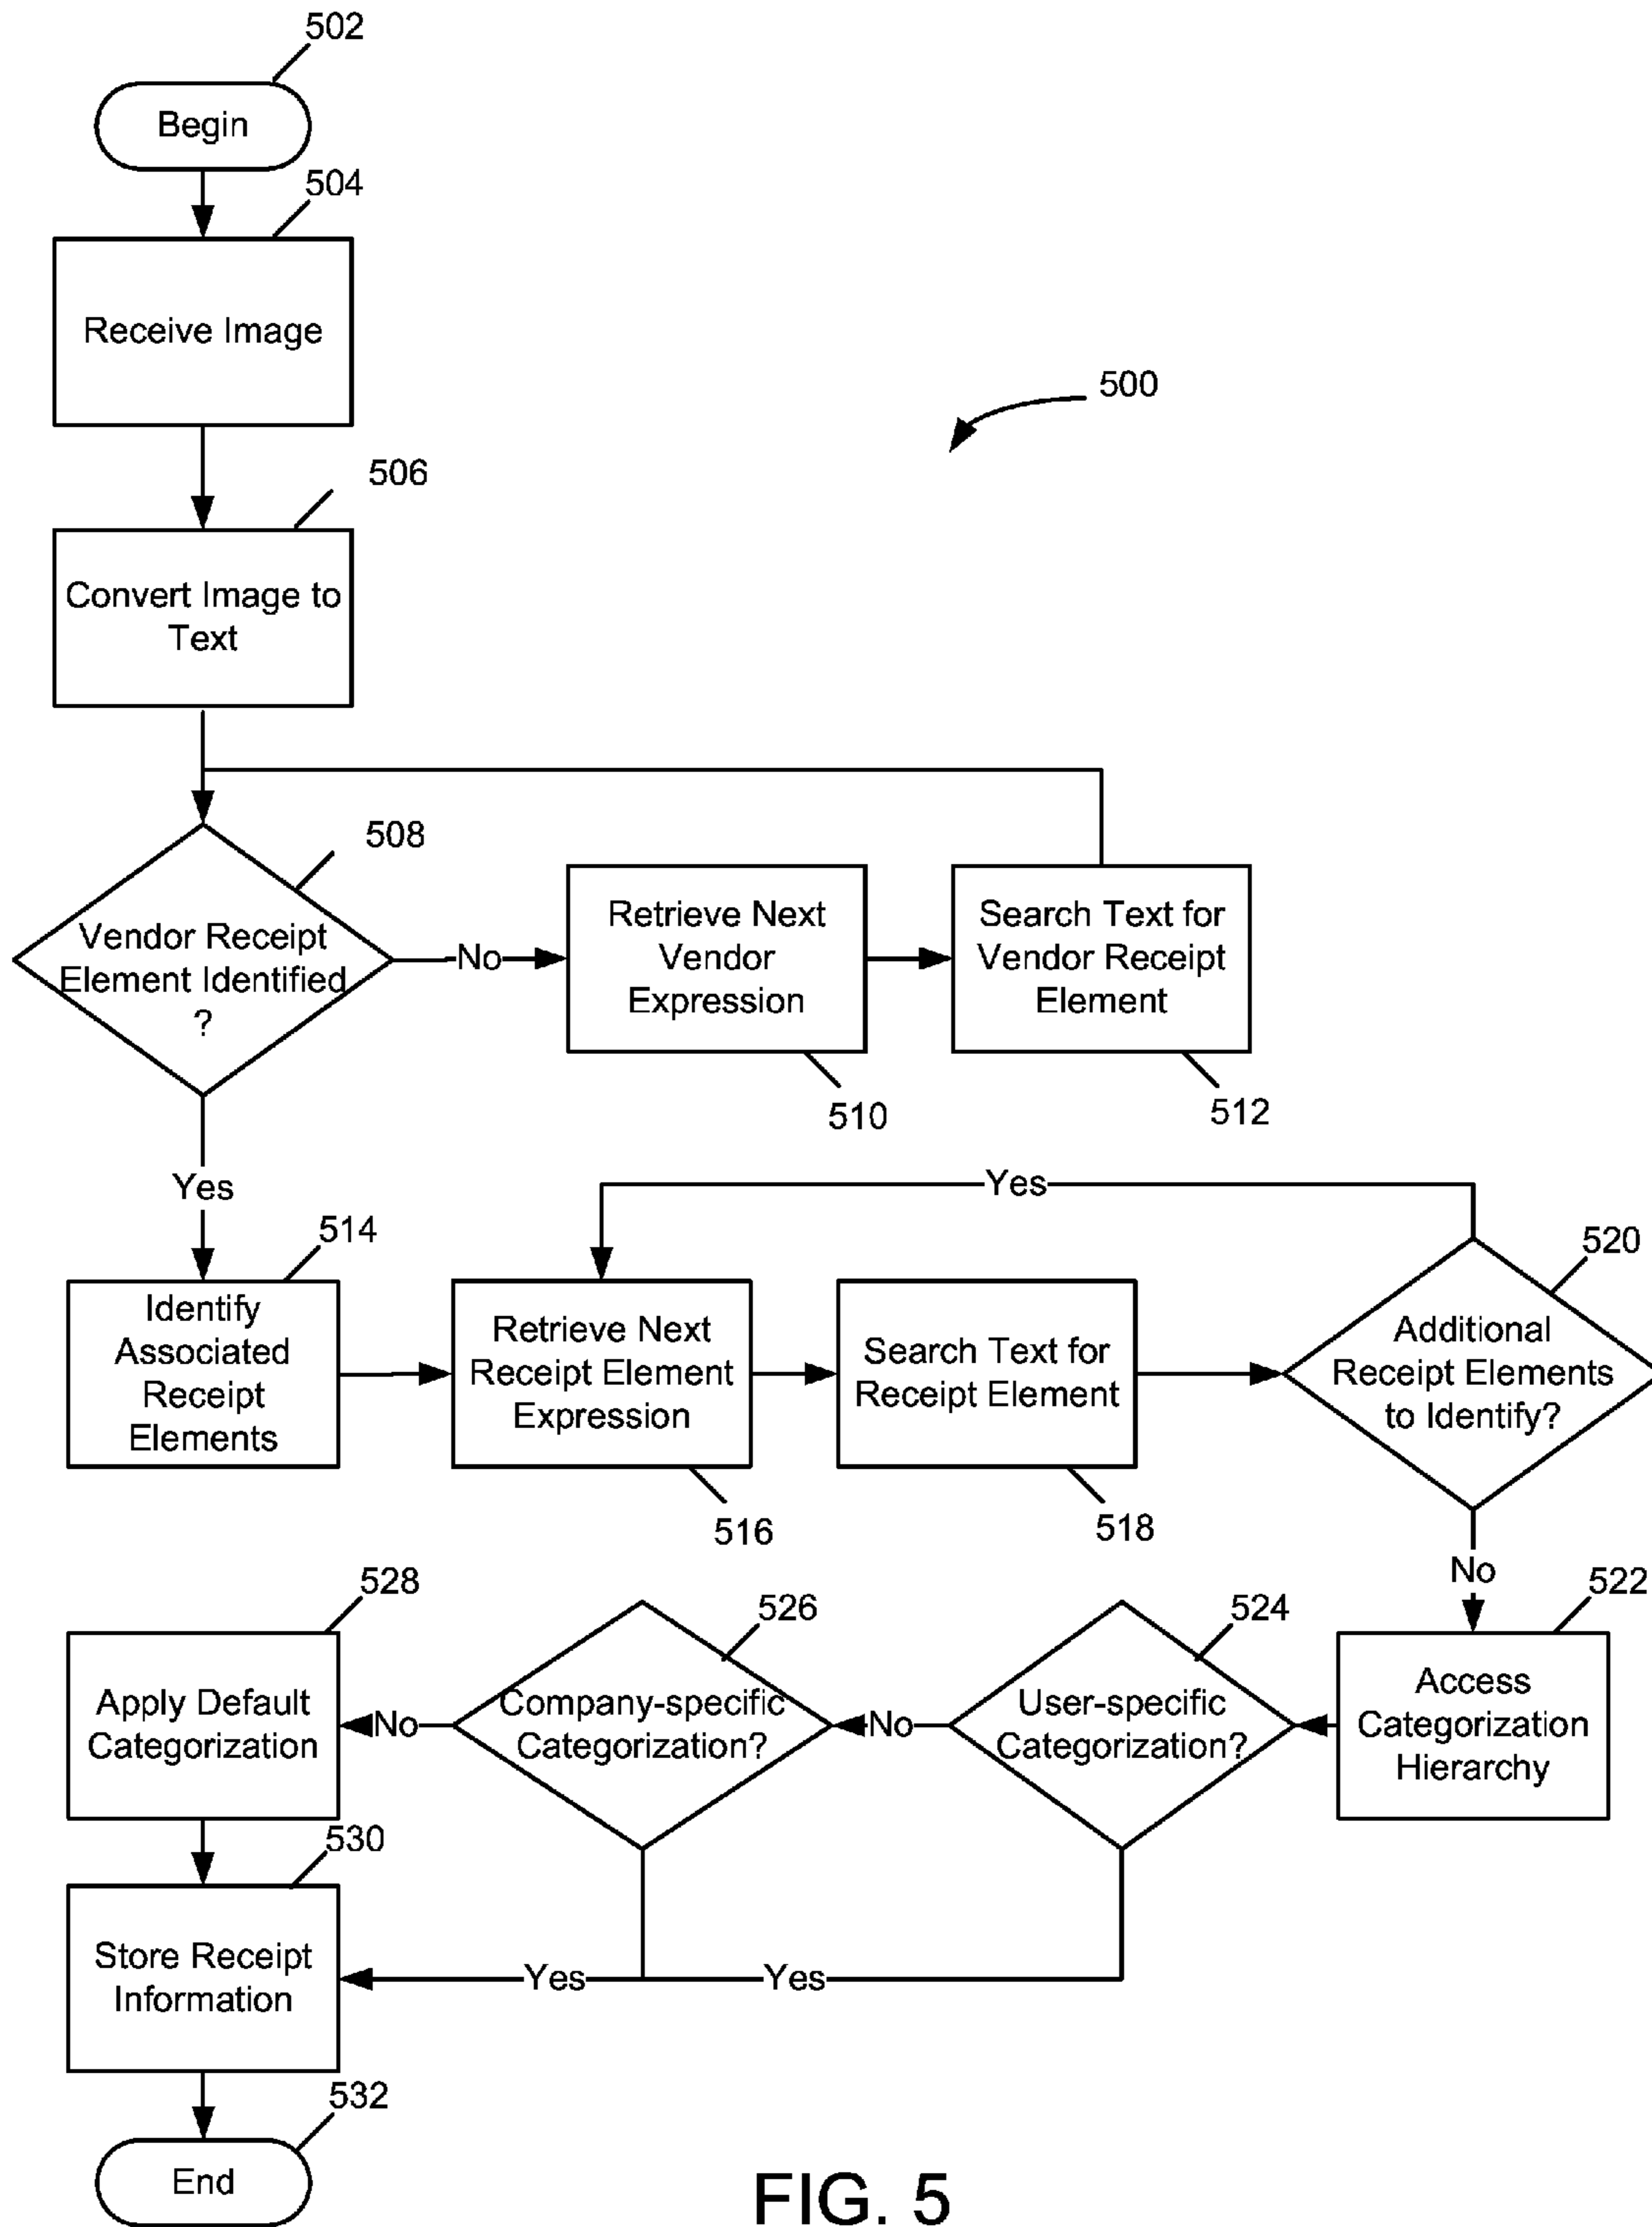 502
Begin
504
Receive Image
500
506
Convert Image to
Text
508
Vendor Receipt
Element Identified
?
No
Retrieve Next
Vendor
Expression
510
Search Text for
Vendor Receipt
Element
512
Yes
Yes
514
Identify
Associated
Receipt
Elements
Retrieve Next
Receipt Element
Expression
516
Search Text for
Receipt Element
518
520
Additional
Receipt Elements
to Identify?
No
522
Access
Categorization
Hierarchy
524
User-specific
Categorization?
No
526
Company-specific
Categorization?
No
528
Apply Default
Categorization
530
Store Receipt
Information
Yes
Yes
532
End
FIG. 5